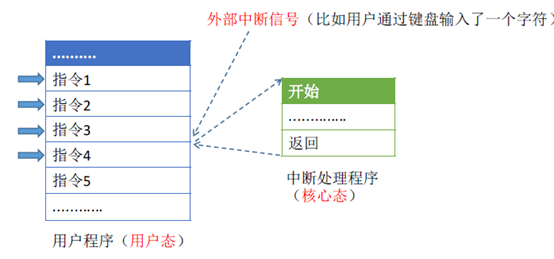 外部中断信号（比如用户通过键盘输入了一个字符）
……….
指令1
指令2
指令3
指令4
指令5
…………
用户程序（用户态）
开始
…………..
返回
中断处理程序
（核心态）